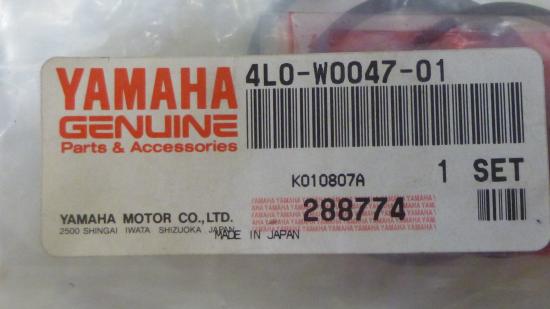 YAMAHA
GENUINE
Parts & Accessories
4L0-W0047-01
K010807A
1 SET
288774
YAMAHA MOTOR CO., LTD.
2500 SHINGAI IWATA SHIZUOKA JAPAN
MADE IN JAPAN